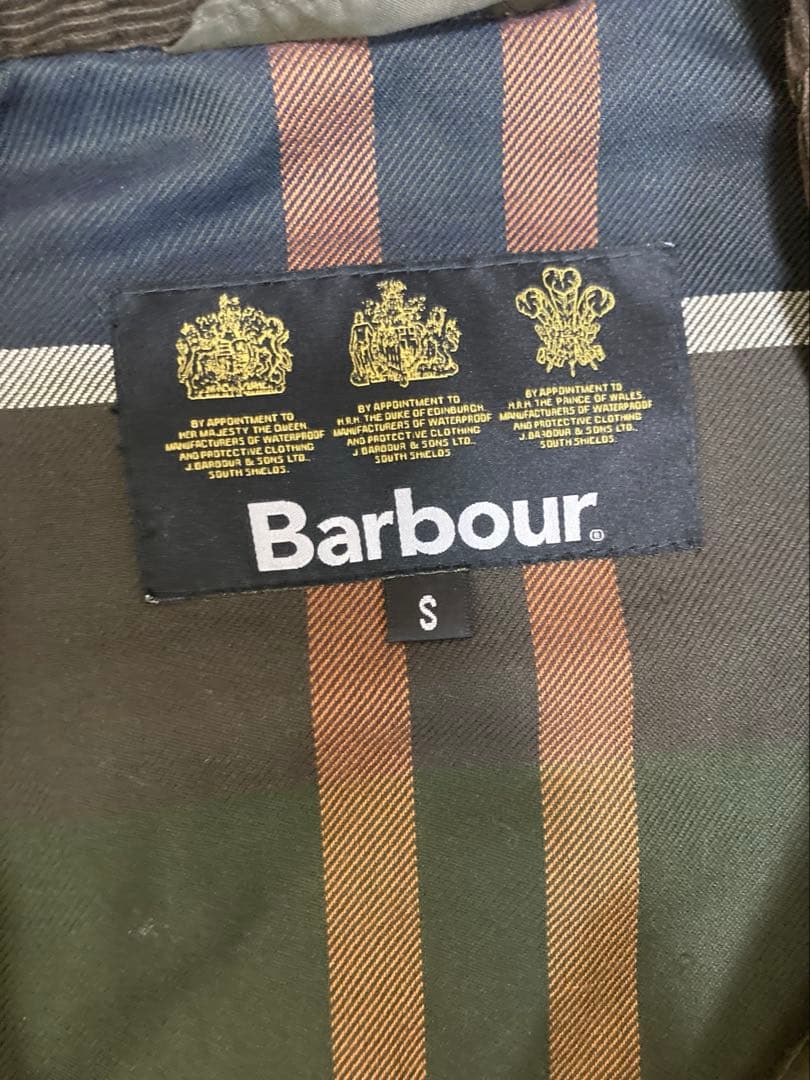 BY APPOINTMENT TO
HER MAJESTY THE QUEEN
MANUFACTURERS OF WATERPROOF
AND PROTECTIVE CLOTHING
J.BARBOUR & SONS LTD.,
SOUTH SHIELDS.
BY APPOINTMENT TO
H.R.H. THE DUKE OF EDINBURGH.
MANUFACTURERS OF WATERPROOF
AND PROTECTIVE CLOTHING
J.BARBOUR & SONS LTD.,
SOUTH SHIELDS.
BY APPOINTMENT TO
H.R.H. THE PRINCE OF WALES.
MANUFACTURERS OF WATERPROOF
AND PROTECTIVE CLOTHING
J.BARBOUR & SONS LTD.,
SOUTH SHIELDS.
Barbour®
S